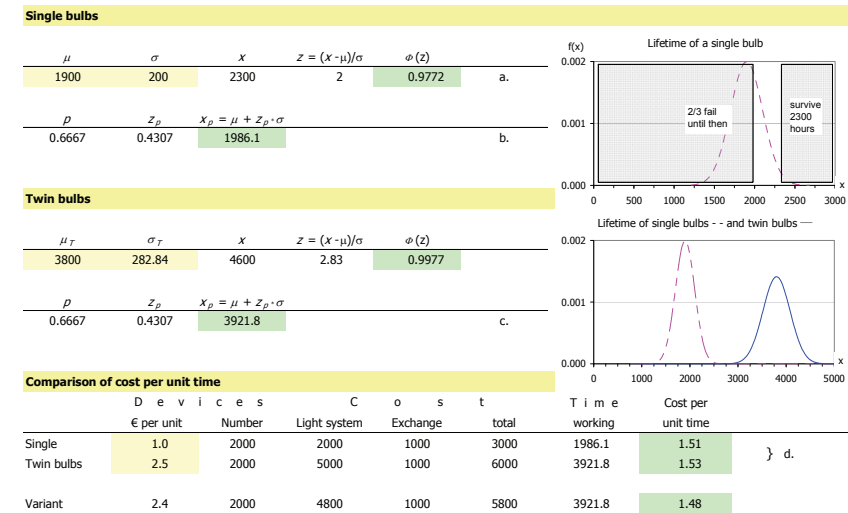 Single bulbs
μ σ x z = (x-μ)/σ Φ(z)
1900 200 2300 2 0.9772 a.
p z_p x_p = μ + z_p·σ
0.6667 0.4307 1986.1 b.
f(x) Lifetime of a single bulb
0.002
0.001
0.000
2/3 fail
until then
survive
2300
hours
x
0 500 1000 1500 2000 2500 3000
Twin bulbs
μ_T σ_T x z = (x-μ)/σ Φ(z)
3800 282.84 4600 2.83 0.9977
p z_p x_p = μ + z_p·σ
0.6667 0.4307 3921.8 c.
Lifetime of single bulbs - - and twin bulbs —
0.002
0.001
0.000
x
0 1000 2000 3000 4000 5000
Comparison of cost per unit time
D e v i c e s C o s t T i m e Cost per
€ per unit Number Light system Exchange total working unit time
Single 1.0 2000 2000 1000 3000 1986.1 1.51
} d.
Twin bulbs 2.5 2000 5000 1000 6000 3921.8 1.53
Variant 2.4 2000 4800 1000 5800 3921.8 1.48